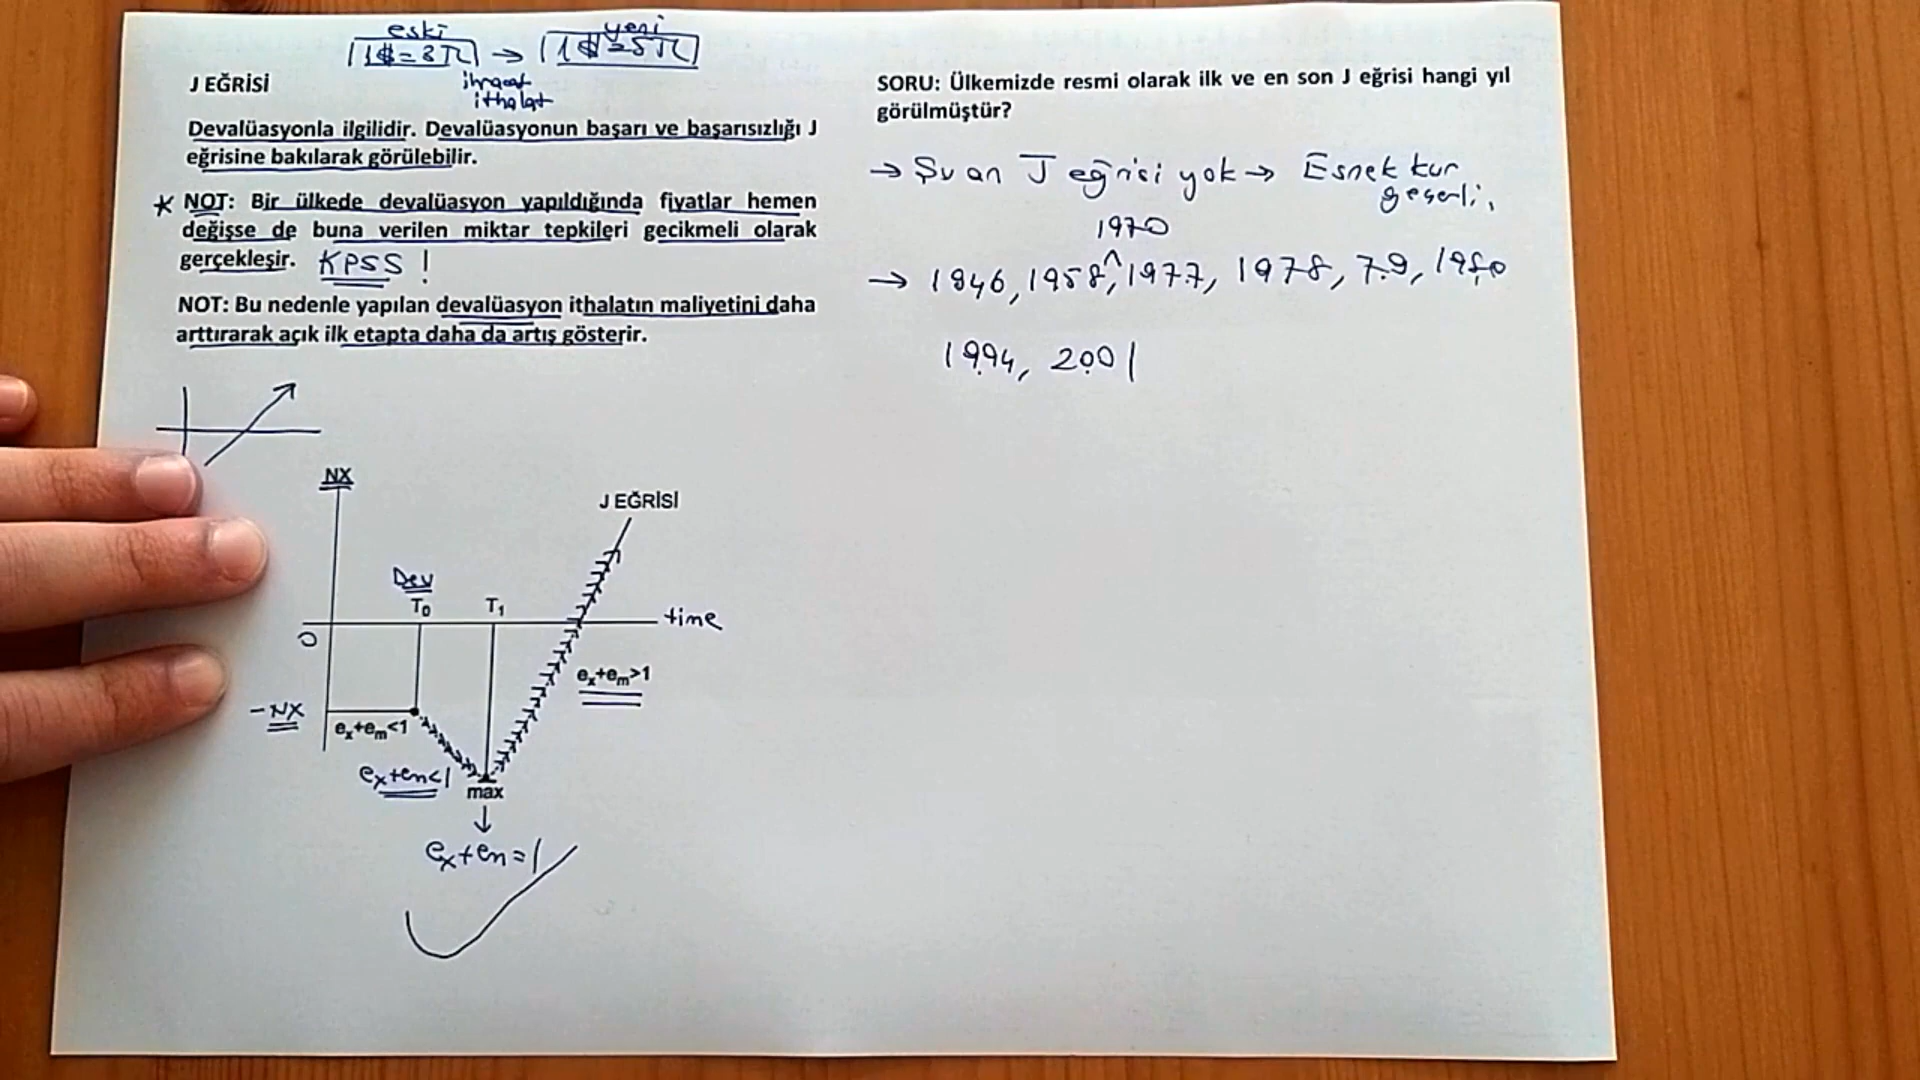 eski yeni
1$=3TL → 1$=5TL
J EĞRİSİ
ihracat
ithalat
Devalüasyonla ilgilidir. Devalüasyonun başarı ve başarısızlığı J
eğrisine bakılarak görülebilir.
* NOT: Bir ülkede devalüasyon yapıldığında fiyatlar hemen
değişse de buna verilen miktar tepkileri gecikmeli olarak
gerçekleşir. KPSS !
NOT: Bu nedenle yapılan devalüasyon ithalatın maliyetini daha
arttırarak açık ilk etapta daha da artış gösterir.
NX
J EĞRİSİ
Dev
T0 T1
time
0
ex+em>1
-NX
ex+em<1
ex+em<1
max
ex+em=1
SORU: Ülkemizde resmi olarak ilk ve en son J eğrisi hangi yıl
görülmüştür?
→ Şu an J eğrisi yok → Esnek kur
geçerli.
1970
→ 1946, 1958, 1977, 1978, 79, 1980
1994, 2001